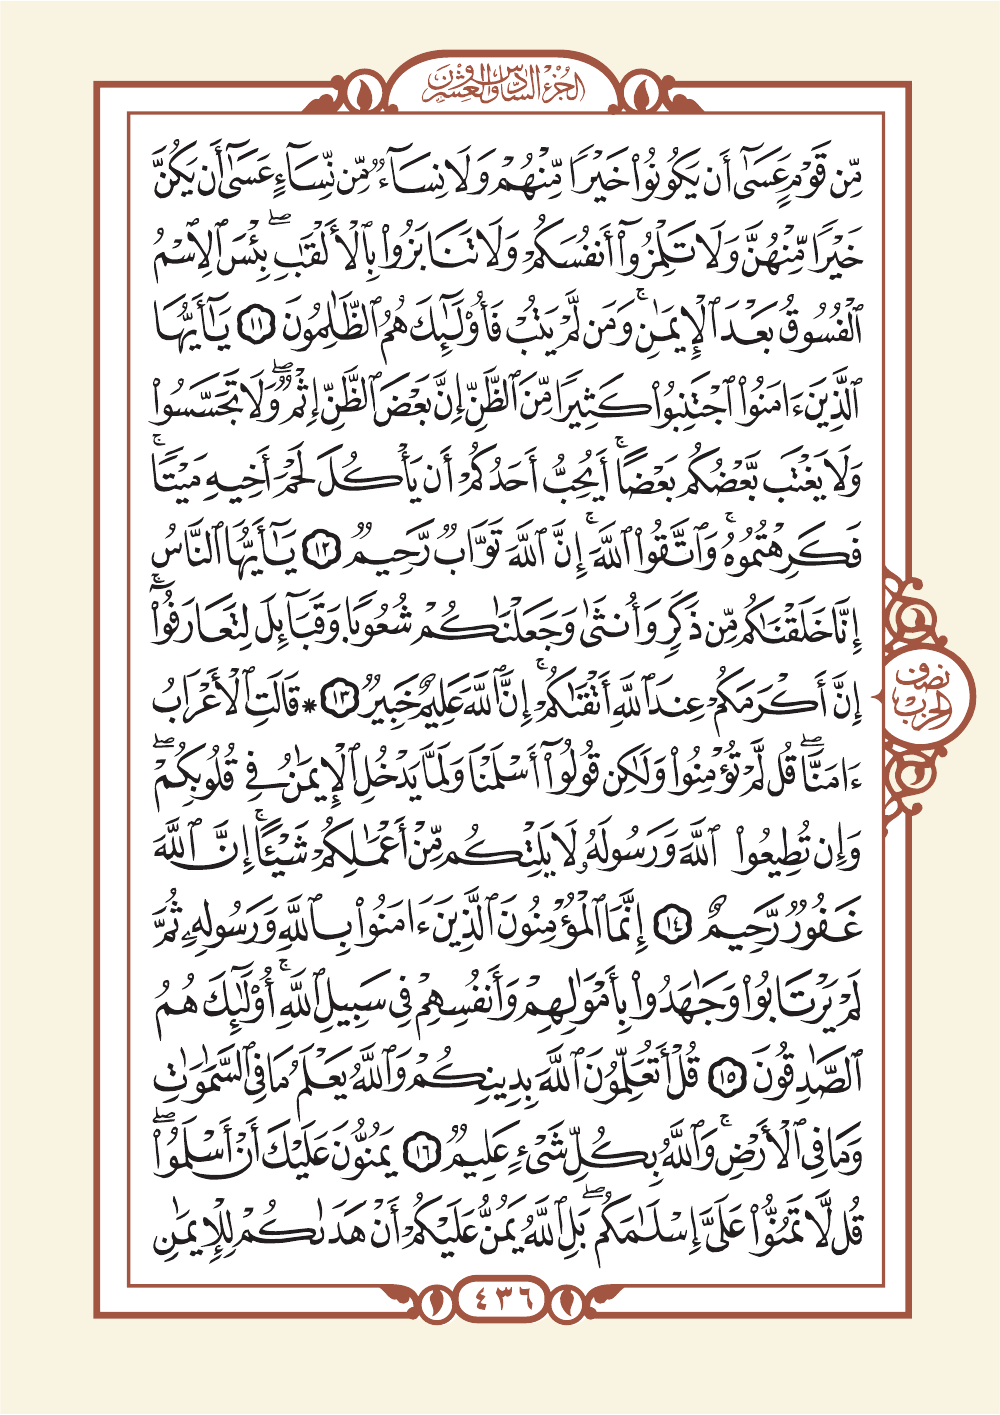 الجزء السادس والعشرون
مِّن قَوْمٍ عَسَىٰٓ أَن يَكُونُوا۟ خَيْرًا مِّنْهُمْ وَلَا نِسَآءٌ مِّن نِّسَآءٍ عَسَىٰٓ أَن يَكُنَّ
خَيْرًا مِّنْهُنَّ وَلَا تَلْمِزُوٓا۟ أَنفُسَكُمْ وَلَا تَنَابَزُوا۟ بِٱلْأَلْقَٰبِ ۖ بِئْسَ ٱلِٱسْمُ
ٱلْفُسُوقُ بَعْدَ ٱلْإِيمَٰنِ ۚ وَمَن لَّمْ يَتُبْ فَأُو۟لَٰٓئِكَ هُمُ ٱلظَّٰلِمُونَ ١١ يَٰٓأَيُّهَا
ٱلَّذِينَ ءَامَنُوا۟ ٱجْتَنِبُوا۟ كَثِيرًا مِّنَ ٱلظَّنِّ إِنَّ بَعْضَ ٱلظَّنِّ إِثْمٌ ۖ وَلَا تَجَسَّسُوا۟
وَلَا يَغْتَب بَّعْضُكُم بَعْضًا ۚ أَيُحِبُّ أَحَدُكُمْ أَن يَأْكُلَ لَحْمَ أَخِيهِ مَيْتًا
فَكَرِهْتُمُوهُ ۚ وَٱتَّقُوا۟ ٱللَّهَ ۚ إِنَّ ٱللَّهَ تَوَّابٌ رَّحِيمٌ ١٢ يَٰٓأَيُّهَا ٱلنَّاسُ
إِنَّا خَلَقْنَٰكُم مِّن ذَكَرٍ وَأُنثَىٰ وَجَعَلْنَٰكُمْ شُعُوبًا وَقَبَآئِلَ لِتَعَارَفُوٓا۟ ۚ
إِنَّ أَكْرَمَكُمْ عِندَ ٱللَّهِ أَتْقَىٰكُمْ ۚ إِنَّ ٱللَّهَ عَلِيمٌ خَبِيرٌ ١٣ * قَالَتِ ٱلْأَعْرَابُ
نصف الحزب
ءَامَنَّا ۖ قُل لَّمْ تُؤْمِنُوا۟ وَلَٰكِن قُولُوٓا۟ أَسْلَمْنَا وَلَمَّا يَدْخُلِ ٱلْإِيمَٰنُ فِى قُلُوبِكُمْ ۖ
وَإِن تُطِيعُوا۟ ٱللَّهَ وَرَسُولَهُۥ لَا يَلِتْكُم مِّنْ أَعْمَٰلِكُمْ شَيْـًٔا ۚ إِنَّ ٱللَّهَ
غَفُورٌ رَّحِيمٌ ١٤ إِنَّمَا ٱلْمُؤْمِنُونَ ٱلَّذِينَ ءَامَنُوا۟ بِٱللَّهِ وَرَسُولِهِۦ ثُمَّ
لَمْ يَرْتَابُوا۟ وَجَٰهَدُوا۟ بِأَمْوَٰلِهِمْ وَأَنفُسِهِمْ فِى سَبِيلِ ٱللَّهِ ۚ أُو۟لَٰٓئِكَ هُمُ
ٱلصَّٰدِقُونَ ١٥ قُلْ أَتُعَلِّمُونَ ٱللَّهَ بِدِينِكُمْ وَٱللَّهُ يَعْلَمُ مَا فِى ٱلسَّمَٰوَٰتِ
وَمَا فِى ٱلْأَرْضِ ۚ وَٱللَّهُ بِكُلِّ شَىْءٍ عَلِيمٌ ١٦ يَمُنُّونَ عَلَيْكَ أَنْ أَسْلَمُوا۟ ۖ
قُل لَّا تَمُنُّوا۟ عَلَىَّ إِسْلَٰمَكُم ۖ بَلِ ٱللَّهُ يَمُنُّ عَلَيْكُمْ أَنْ هَدَىٰكُمْ لِلْإِيمَٰنِ
٤٣٦